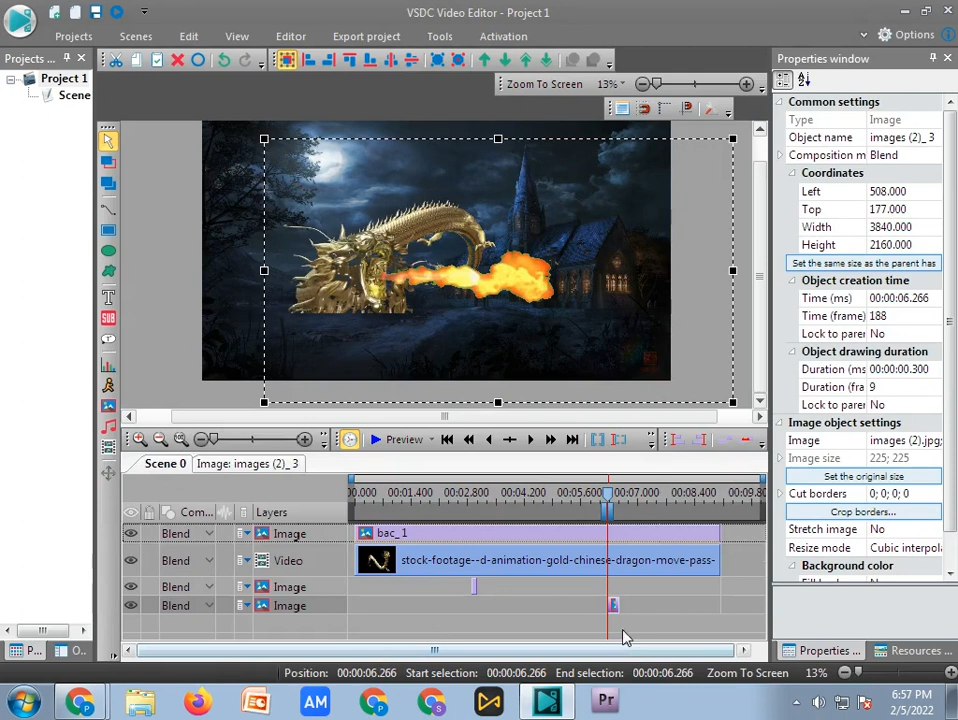 VSDC Video Editor - Project 1
Projects Scenes Edit View Editor Export project Tools Activation Options
Projects...
Project 1
Scene
Zoom To Screen 13%
Properties window
Common settings
Type Image
Object name images (2)_ 3
Composition m Blend
Coordinates
Left 508.000
Top 177.000
Width 3840.000
Height 2160.000
Set the same size as the parent has
Object creation time
Time (ms) 00:00:06.266
Time (frame) 188
Lock to parer No
Object drawing duration
Duration (ms 00:00:00.300
Duration (fra 9
Lock to parer No
Image object settings
Image images (2).jpg;
Image size 225; 225
Set the original size
Cut borders 0; 0; 0; 0
Crop borders...
Stretch image No
Resize mode Cubic interpola
Background color
T
SUB
Preview
Scene 0 Image: images (2)_ 3
Com... Layers
00.000 00:01.400 00:02.800 00:04.200 00:05.600 00:07.000 00:08.400 00:09.80
Blend Image bac_1
Blend Video stock-footage--d-animation-gold-chinese-dragon-move-pass-
Blend Image
Blend Image
P... O...
Properties ... Resources ...
Position: 00:00:06.266 Start selection: 00:00:06.266 End selection: 00:00:06.266 Zoom To Screen 13%
AM
Pr
6:57 PM
2/5/2022